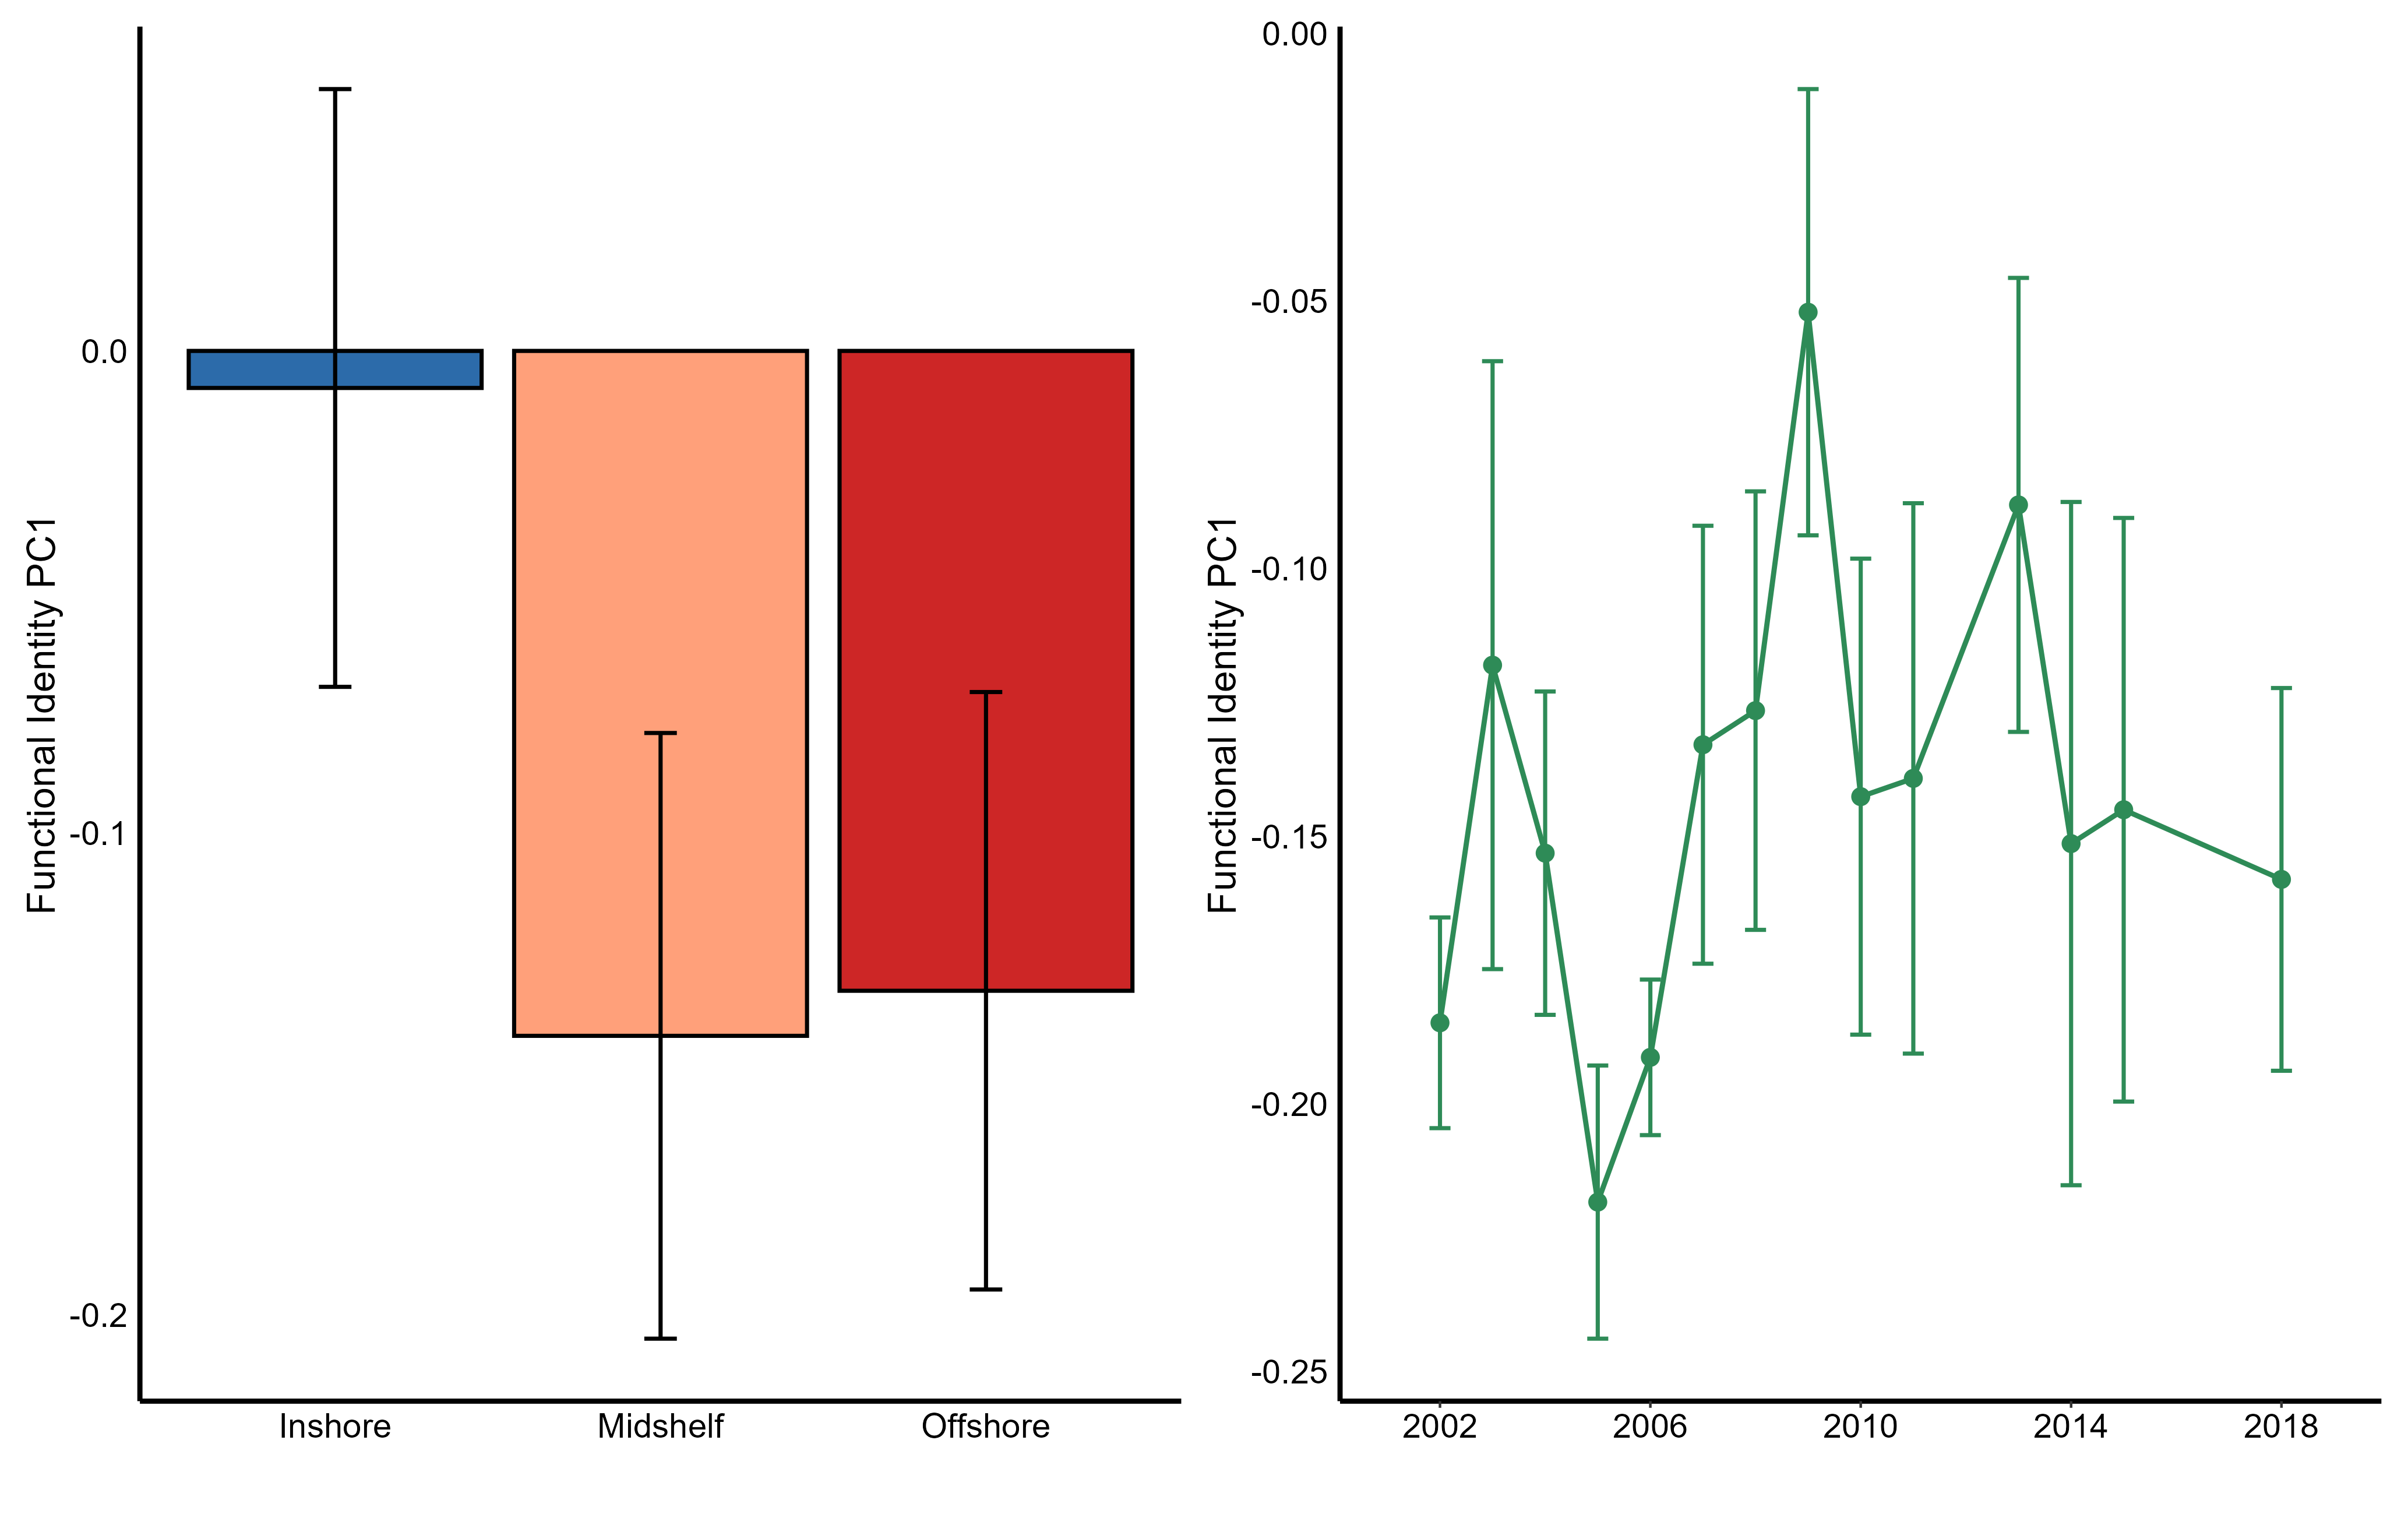 Functional Identity PC1
0.0
-0.1
-0.2
Inshore Midshelf Offshore
Functional Identity PC1
0.00
-0.05
-0.10
-0.15
-0.20
-0.25
2002 2006 2010 2014 2018